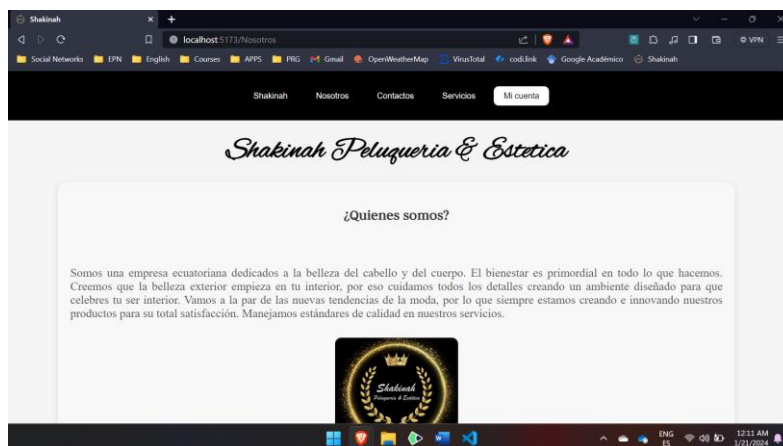 Shakinah
localhost:5173/Nosotros
VPN
Social Networks EPN English Courses APPS PRG Gmail OpenWeatherMap VirusTotal codi.link Google Académico Shakinah
Shakinah Nosotros Contactos Servicios Mi cuenta
Shakinah Peluqueria & Estetica
¿Quienes somos?
Somos una empresa ecuatoriana dedicados a la belleza del cabello y del cuerpo. El bienestar es primordial en todo lo que hacemos.
Creemos que la belleza exterior empieza en tu interior, por eso cuidamos todos los detalles creando un ambiente diseñado para que
celebres tu ser interior. Vamos a la par de las nuevas tendencias de la moda, por lo que siempre estamos creando e innovando nuestros
productos para su total satisfacción. Manejamos estándares de calidad en nuestros servicios.
Shakinah
Peluqueria & Estética
ENG
ES
12:11 AM
1/21/2024